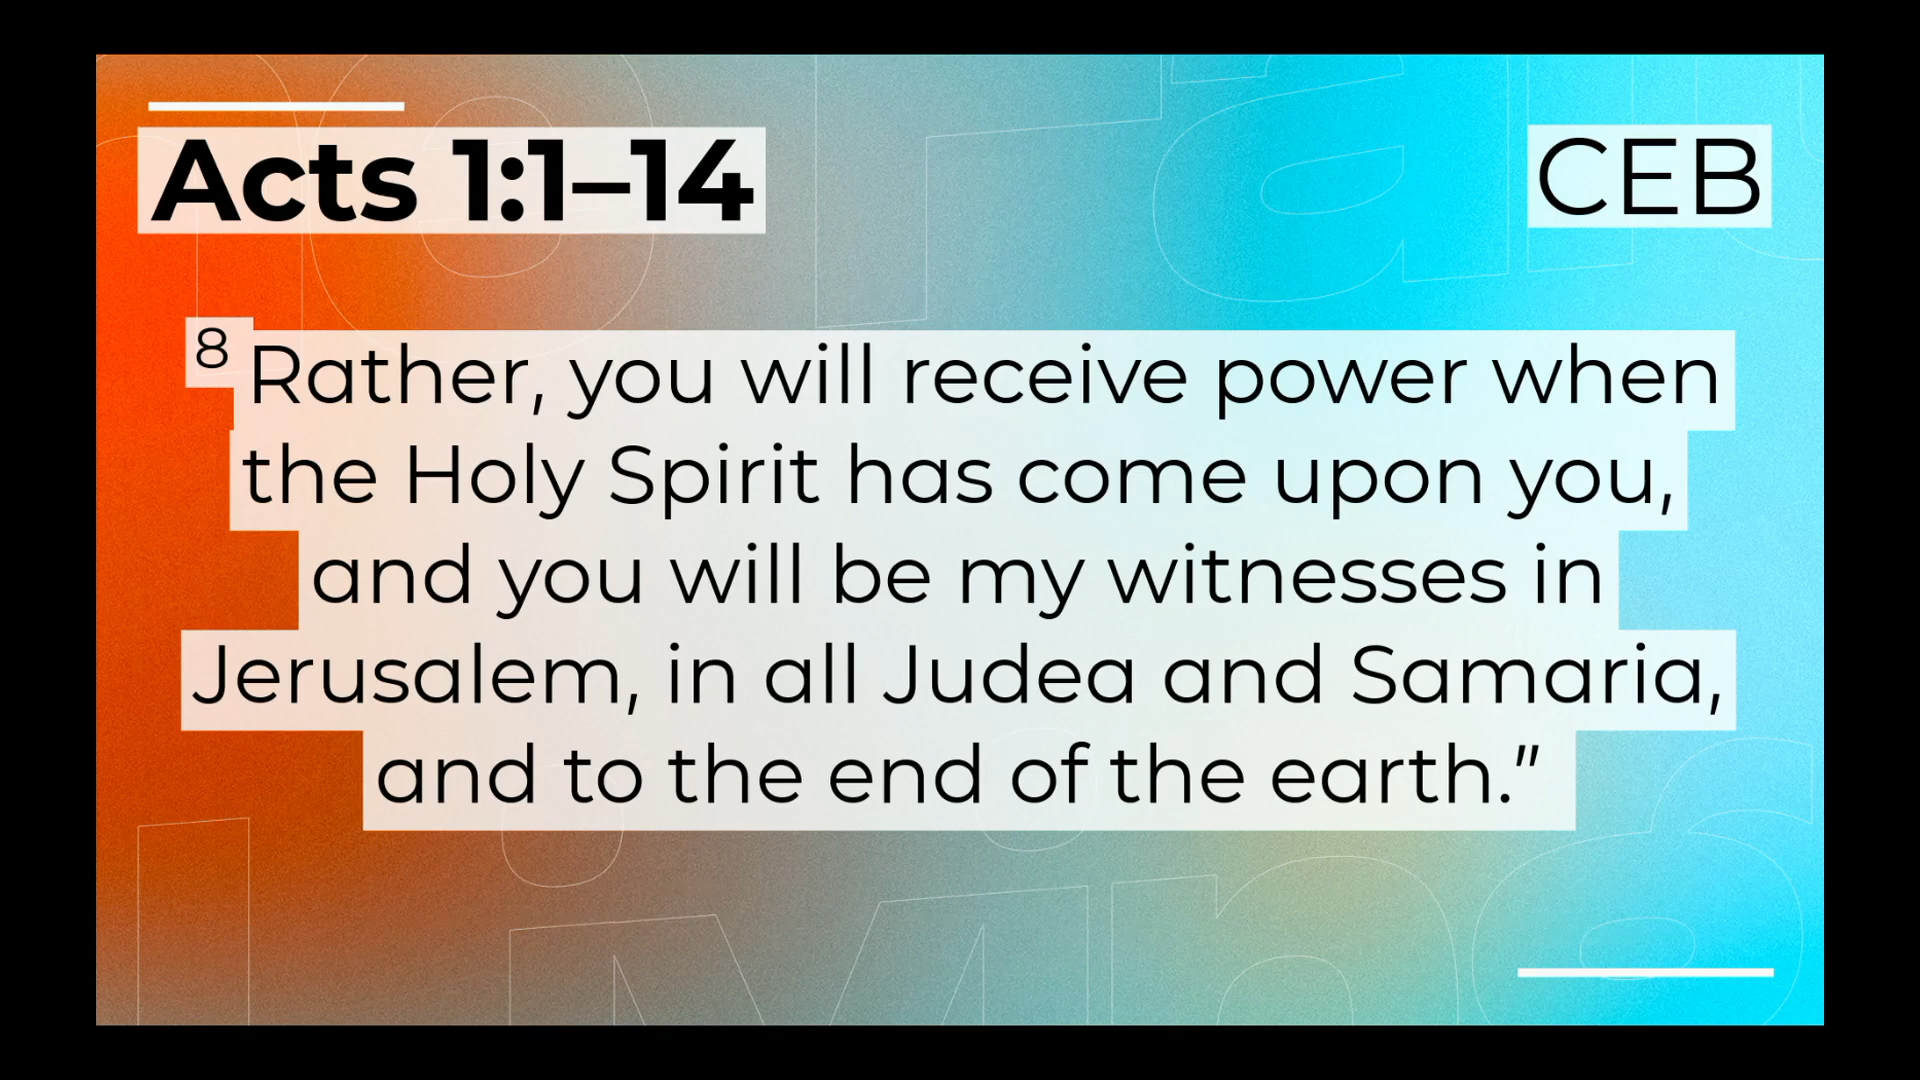 Acts 1:1–14
CEB
8 Rather, you will receive power when
the Holy Spirit has come upon you,
and you will be my witnesses in
Jerusalem, in all Judea and Samaria,
and to the end of the earth.”